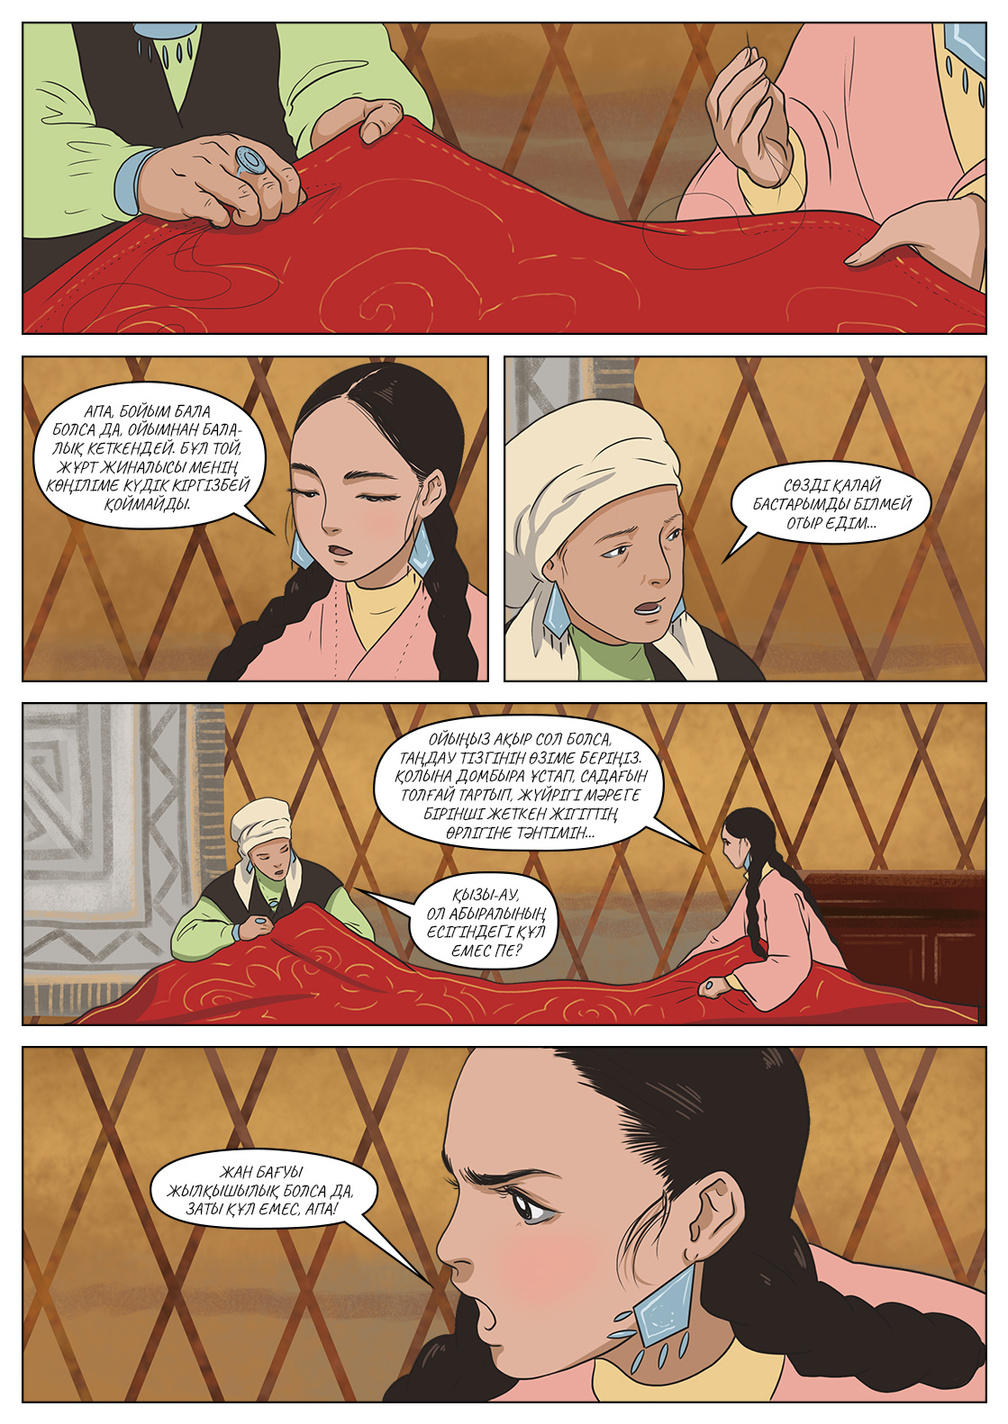 АПА, БОЙЫМ БАЛА
БОЛСА ДА, ОЙЫМНАН БАЛА-
ЛЫҚ КЕТКЕНДЕЙ. БҰЛ ТОЙ,
ЖҰРТ ЖИНАЛЫСЫ МЕНІҢ
КӨҢІЛІМЕ КҮДІК КІРГІЗБЕЙ
ҚОЙМАЙДЫ.
СӨЗДІ ҚАЛАЙ
БАСТАРЫМДЫ БІЛМЕЙ
ОТЫР ЕДІМ...
ОЙЫҢЫЗ АҚЫР СОЛ БОЛСА,
ТАҢДАУ ТІЗГІНІН ӨЗІМЕ БЕРІҢІЗ.
ҚОЛЫНА ДОМБЫРА ҰСТАП, САДАҒЫН
ТОЛҒАЙ ТАРТЫП, ЖҮЙРІГІ МӘРЕГЕ
БІРІНШІ ЖЕТКЕН ЖІГІТТІҢ
ӨРЛІГІНЕ ТӘНТІМІН...
ҚЫЗЫ-АУ,
ОЛ АБЫРАЛЫНЫҢ
ЕСІГІНДЕГІ ҚҰЛ
ЕМЕС ПЕ?
ЖАН БАҒУЫ
ЖЫЛҚЫШЫЛЫҚ БОЛСА ДА,
ЗАТЫ ҚҰЛ ЕМЕС, АПА!